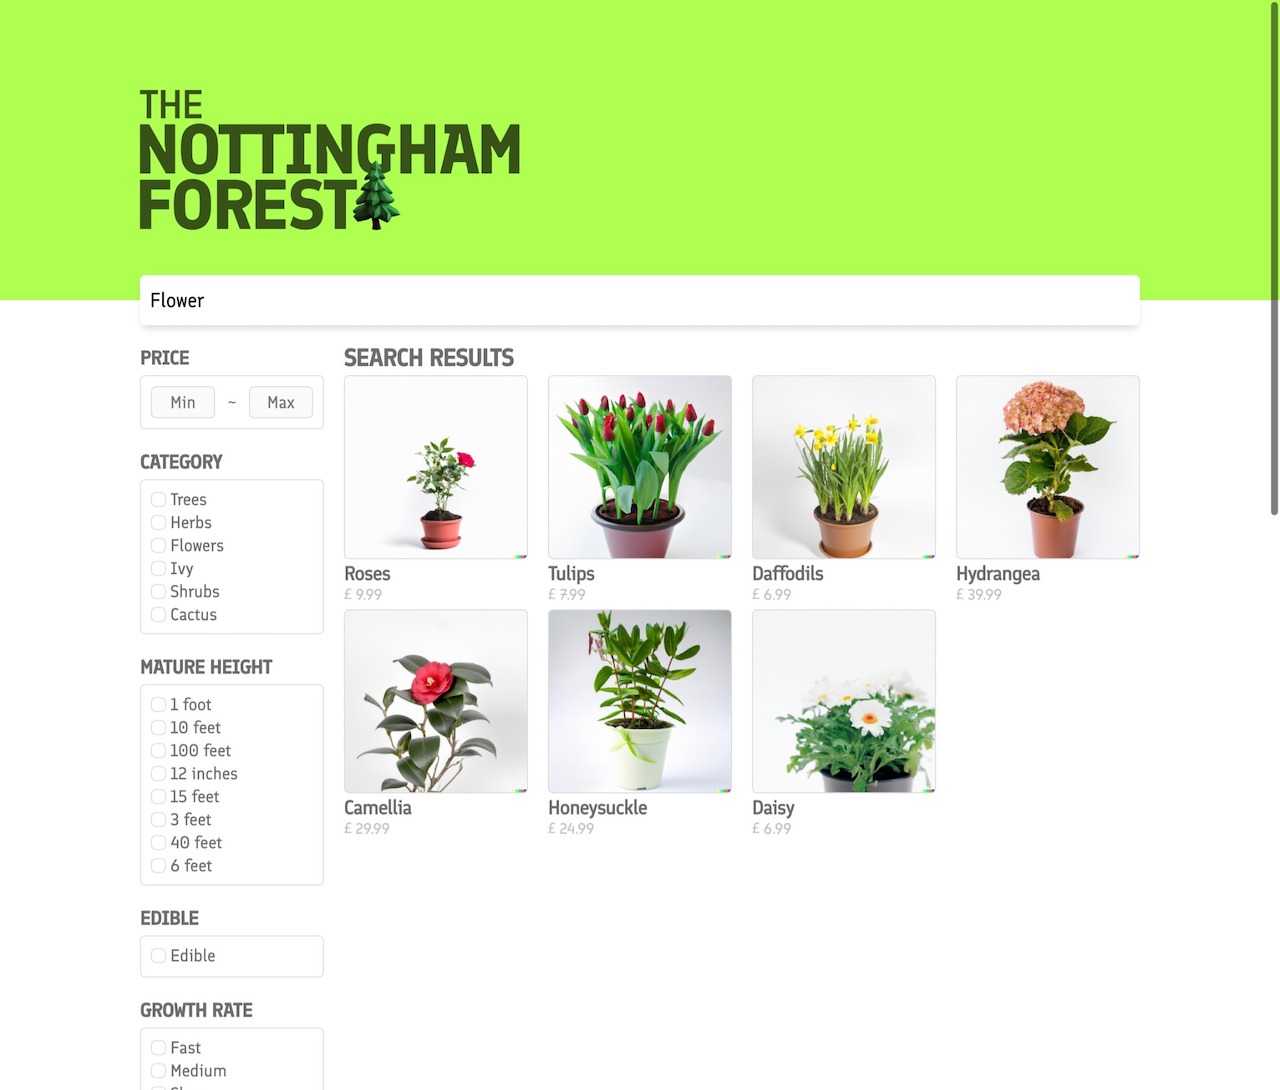 THE
NOTTINGHAM
FOREST
Flower
PRICE
Min ~ Max
CATEGORY
Trees
Herbs
Flowers
Ivy
Shrubs
Cactus
MATURE HEIGHT
1 foot
10 feet
100 feet
12 inches
15 feet
3 feet
40 feet
6 feet
EDIBLE
Edible
GROWTH RATE
Fast
Medium
SEARCH RESULTS
Roses
£ 9.99
Tulips
£ 7.99
Daffodils
£ 6.99
Hydrangea
£ 39.99
Camellia
£ 29.99
Honeysuckle
£ 24.99
Daisy
£ 6.99